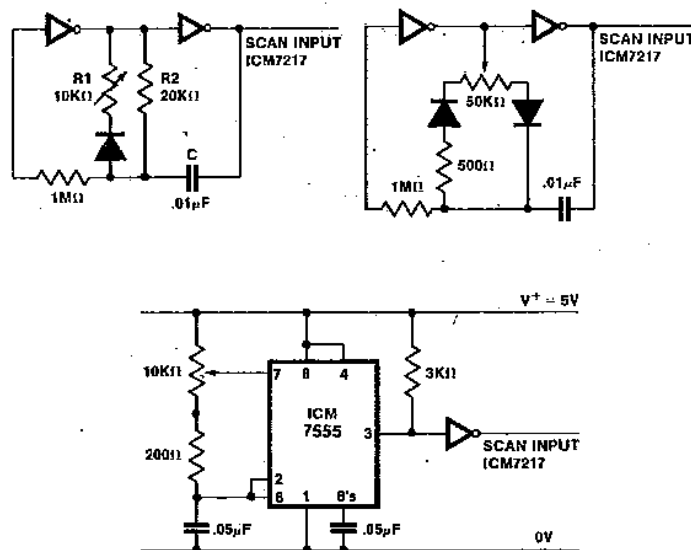 SCAN INPUT
ICM7217
R1
10KΩ
R2
20KΩ
C
1MΩ
.01µF
SCAN INPUT
ICM7217
50KΩ
500Ω
1MΩ
.01µF
V+ = 5V
10KΩ
7
8
4
3KΩ
ICM
7555
3
SCAN INPUT
ICM7217
200Ω
2
6
1
6's
.05µF
.05µF
0V